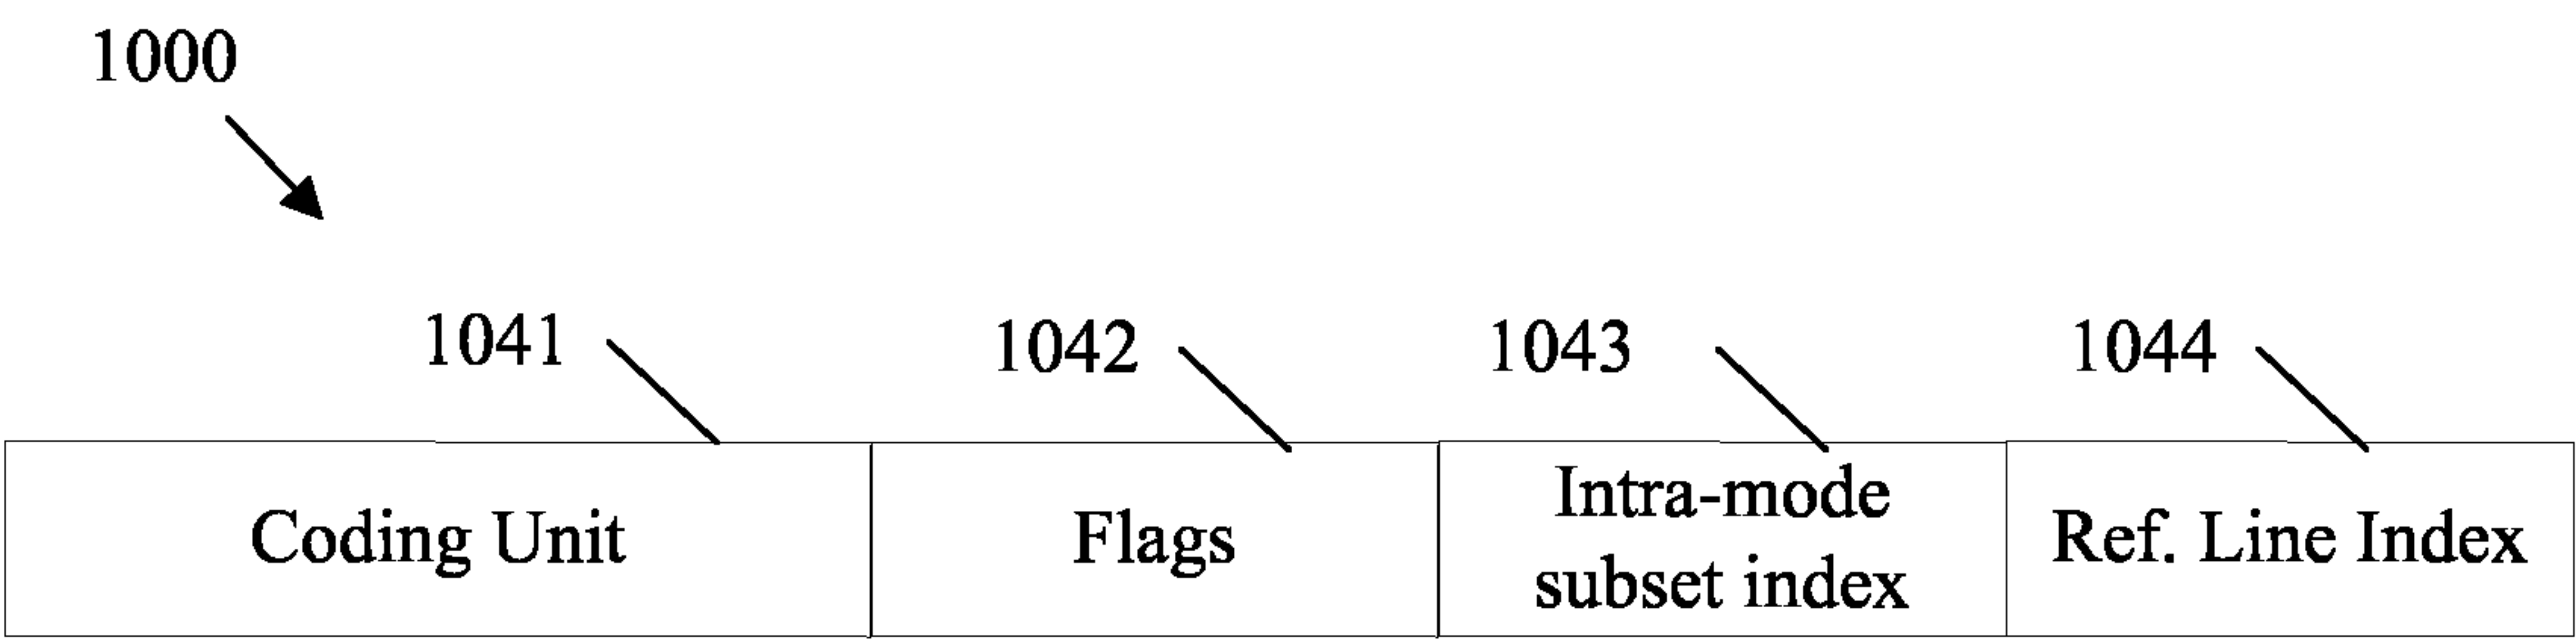 1000
1041 1042 1043 1044
Coding Unit
Flags
Intra-mode
subset index
Ref. Line Index